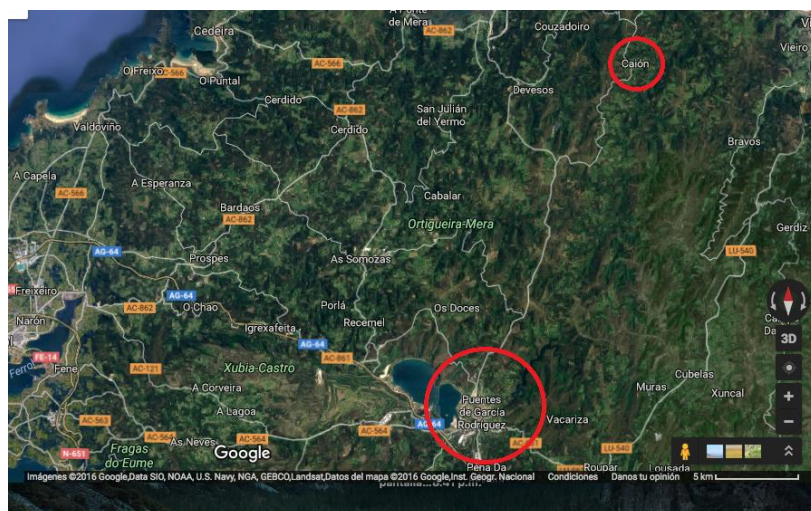 de Mera
AC-862
Couzadoiro
Cedeira
Vieiro
O Freixo
AC-566
AC-566
Caión
O Puntal
Devesos
Cerdido
AC-862
San Julián
del Yermo
Valdoviño
Cerdido
Bravos
A Capela
A Esperanza
AC-566
Cabalar
Bardaos
AC-862
Ortigueira-Mera
Gerdiz
LU-540
AG-64
Prospes
As Somozas
Freixeiro
AG-64
AC-862
O Chao
Porlá
Os Doces
Narón
Igrexafeita
Recemel
AG-64
3D
FE-14
Fene
AC-121
AC-861
Xubia-Castro
Cubelas
Muras
Xuncal
A Corveira
Puentes
de García
Rodríguez
A Lagoa
Vacariza
AC-563
AC-564
AG-64
As Neves
AC-564
LU-540
N-651
Fragas
do Eume
Google
Pena Da
Roupar
Lousada
Imágenes ©2016 Google,Data SIO, NOAA, U.S. Navy, NGA, GEBCO,Landsat,Datos del mapa ©2016 Google,Inst. Geogr. Nacional Condiciones Danos tu opinión 5 km